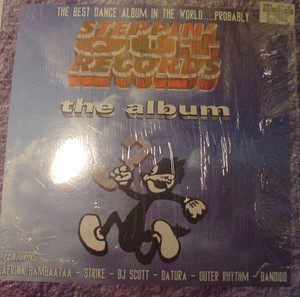 THE BEST DANCE ALBUM IN THE WORLD.....PROBABLY
STEPPIN'
OUT
RECORDS
the album
FEATURING
AFRIKA BAMBAATAA - STRIKE - DJ SCOTT - DATURA - OUTER RHYTHM - BANDIDO